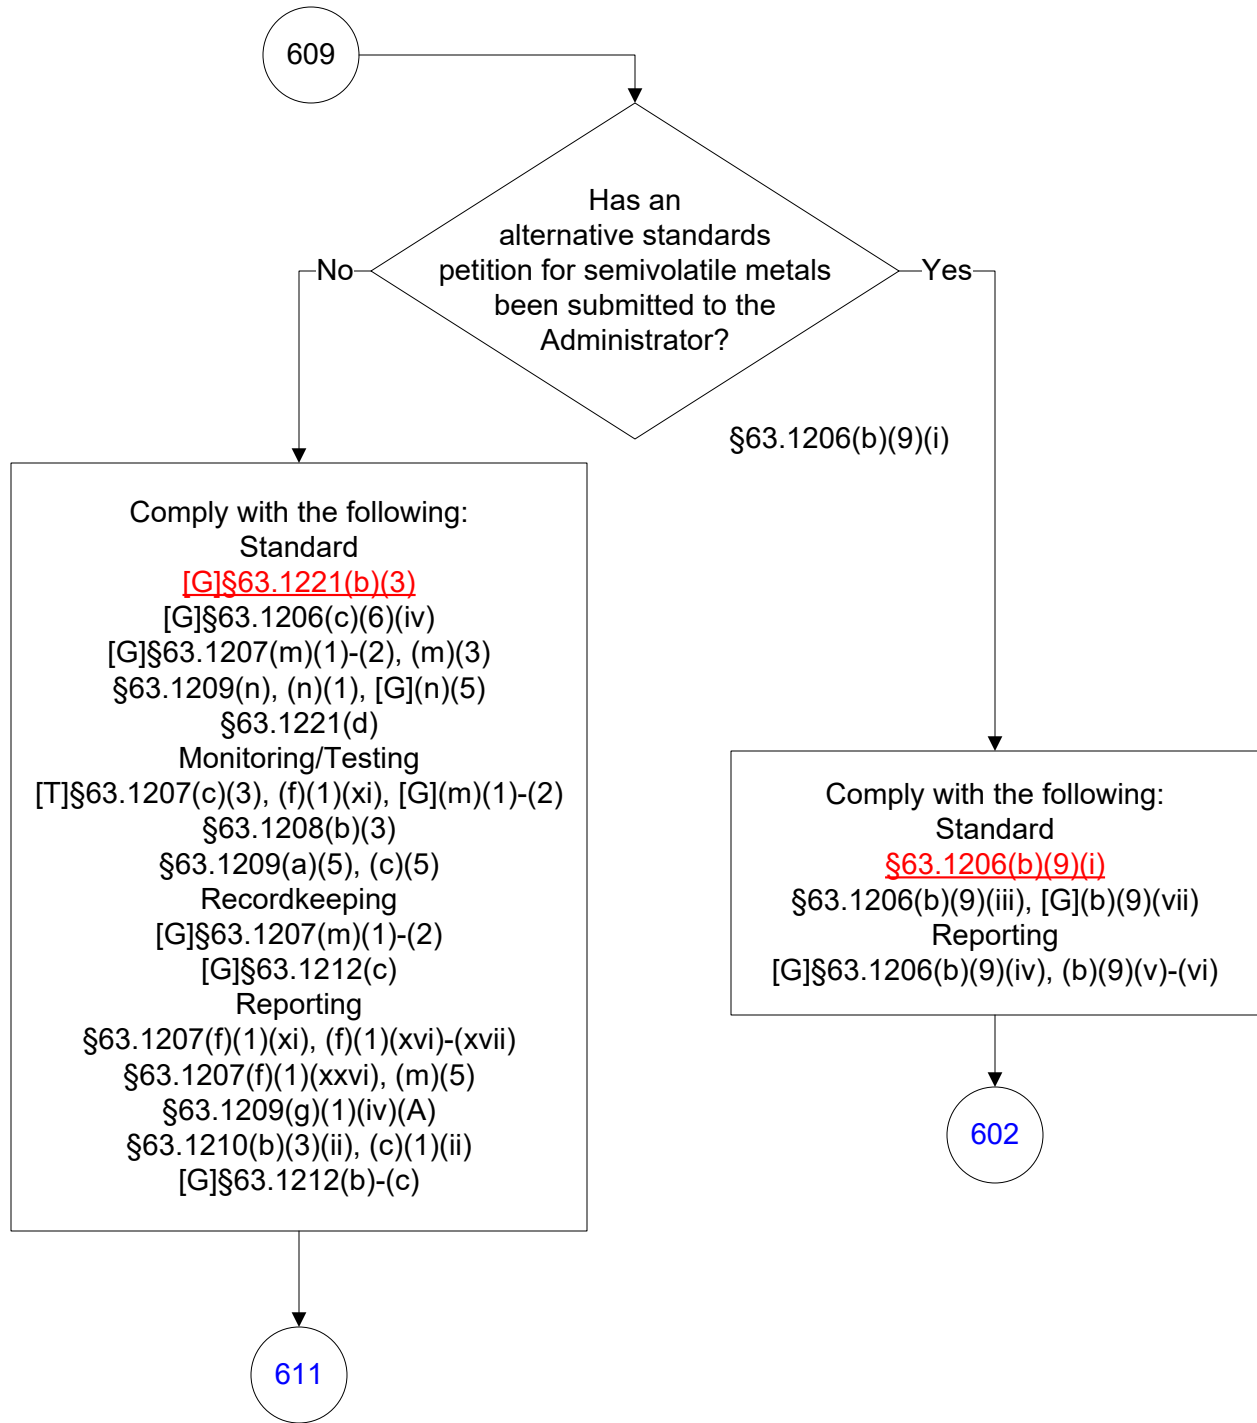 609
Has an
alternative standards
petition for semivolatile metals
been submitted to the
Administrator?
No
Yes
§63.1206(b)(9)(i)
Comply with the following:
Standard
[G]§63.1221(b)(3)
[G]§63.1206(c)(6)(iv)
[G]§63.1207(m)(1)-(2), (m)(3)
§63.1209(n), (n)(1), [G](n)(5)
§63.1221(d)
Monitoring/Testing
[T]§63.1207(c)(3), (f)(1)(xi), [G](m)(1)-(2)
§63.1208(b)(3)
§63.1209(a)(5), (c)(5)
Recordkeeping
[G]§63.1207(m)(1)-(2)
[G]§63.1212(c)
Reporting
§63.1207(f)(1)(xi), (f)(1)(xvi)-(xvii)
§63.1207(f)(1)(xxvi), (m)(5)
§63.1209(g)(1)(iv)(A)
§63.1210(b)(3)(ii), (c)(1)(ii)
[G]§63.1212(b)-(c)
611
Comply with the following:
Standard
§63.1206(b)(9)(i)
§63.1206(b)(9)(iii), [G](b)(9)(vii)
Reporting
[G]§63.1206(b)(9)(iv), (b)(9)(v)-(vi)
602